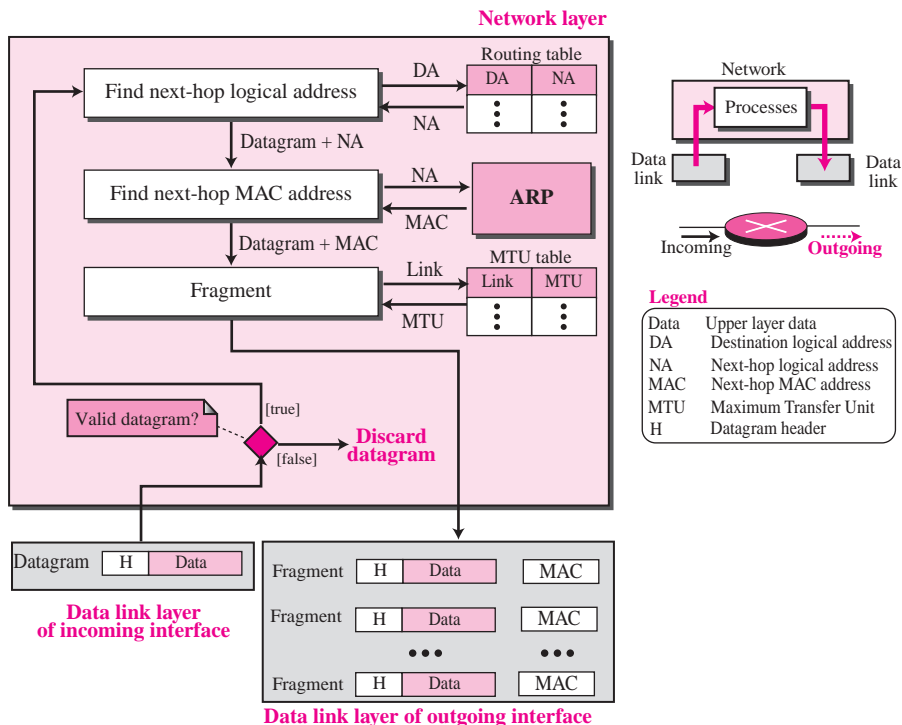 Network layer
Routing table
DA
DA NA
Find next-hop logical address
NA
Datagram + NA
NA
Find next-hop MAC address
ARP
MAC
Datagram + MAC
MTU table
Link
Link MTU
Fragment
MTU
[true]
Valid datagram?
Discard
datagram
[false]
Datagram H Data
Data link layer
of incoming interface
Fragment H Data MAC
Fragment H Data MAC
Fragment H Data MAC
Data link layer of outgoing interface
Network
Processes
Data
link
Data
link
Incoming
Outgoing
Legend
Data Upper layer data
DA Destination logical address
NA Next-hop logical address
MAC Next-hop MAC address
MTU Maximum Transfer Unit
H Datagram header